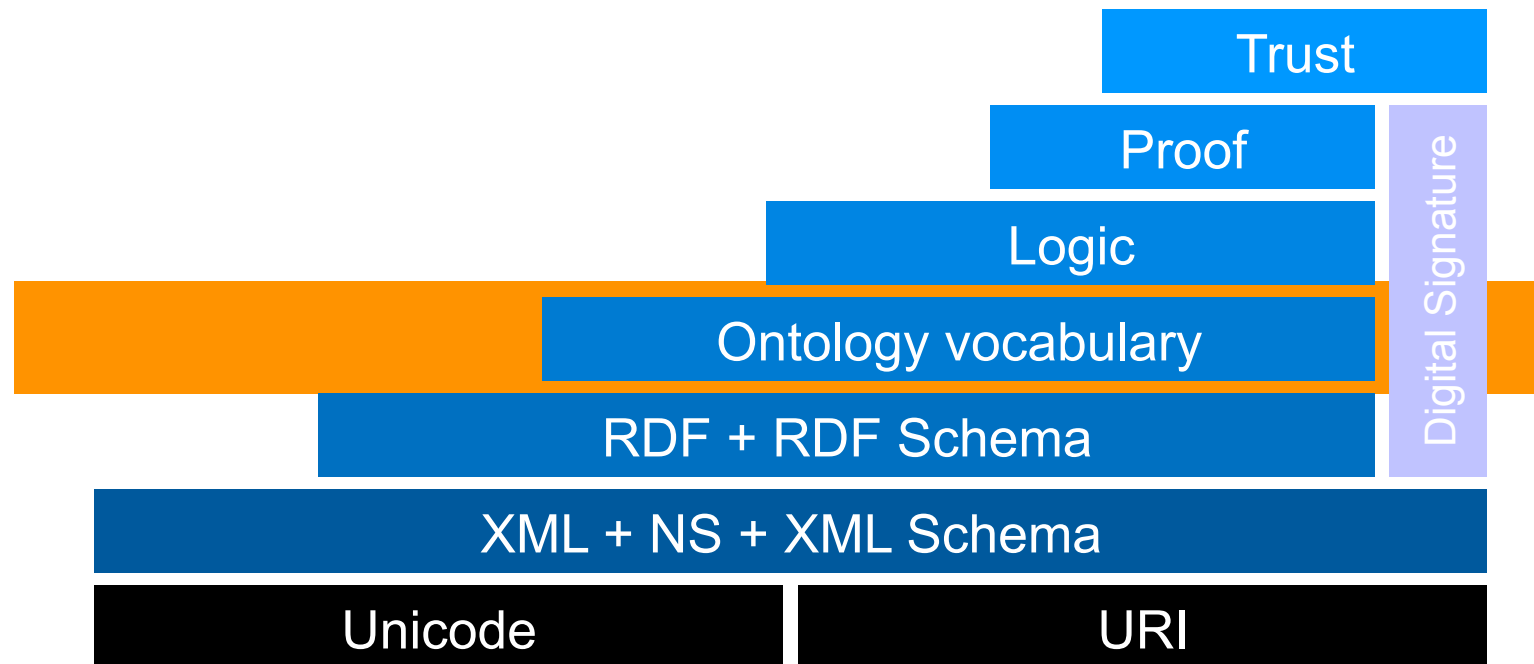 Trust
Proof
Digital Signature
Logic
Ontology vocabulary
RDF + RDF Schema
XML + NS + XML Schema
Unicode
URI